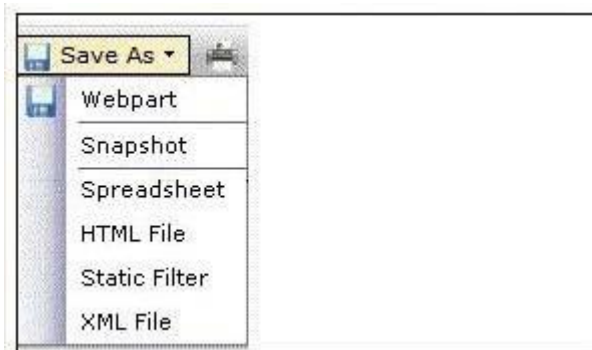 Save As
Webpart
Snapshot
Spreadsheet
HTML File
Static Filter
XML File